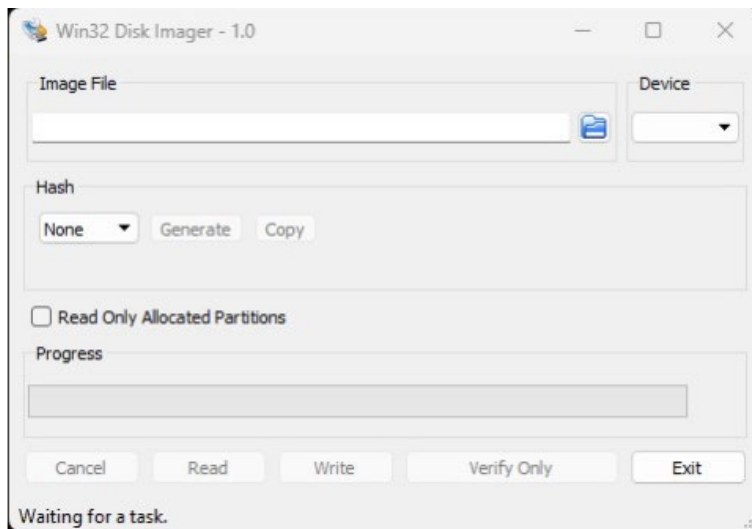 Win32 Disk Imager - 1.0
Image File
Device
Hash
None Generate Copy
Read Only Allocated Partitions
Progress
Cancel Read Write Verify Only Exit
Waiting for a task.